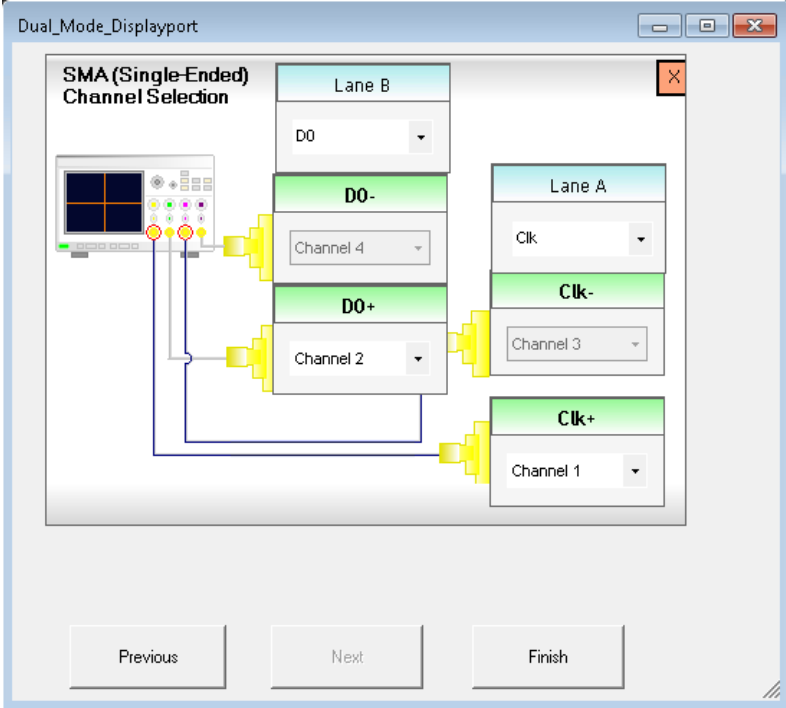 Dual_Mode_Displayport
SMA (Single-Ended)
Channel Selection
X
Lane B
D0
D0-
Channel 4
D0+
Channel 2
Lane A
Clk
Clk-
Channel 3
Clk+
Channel 1
Previous
Next
Finish